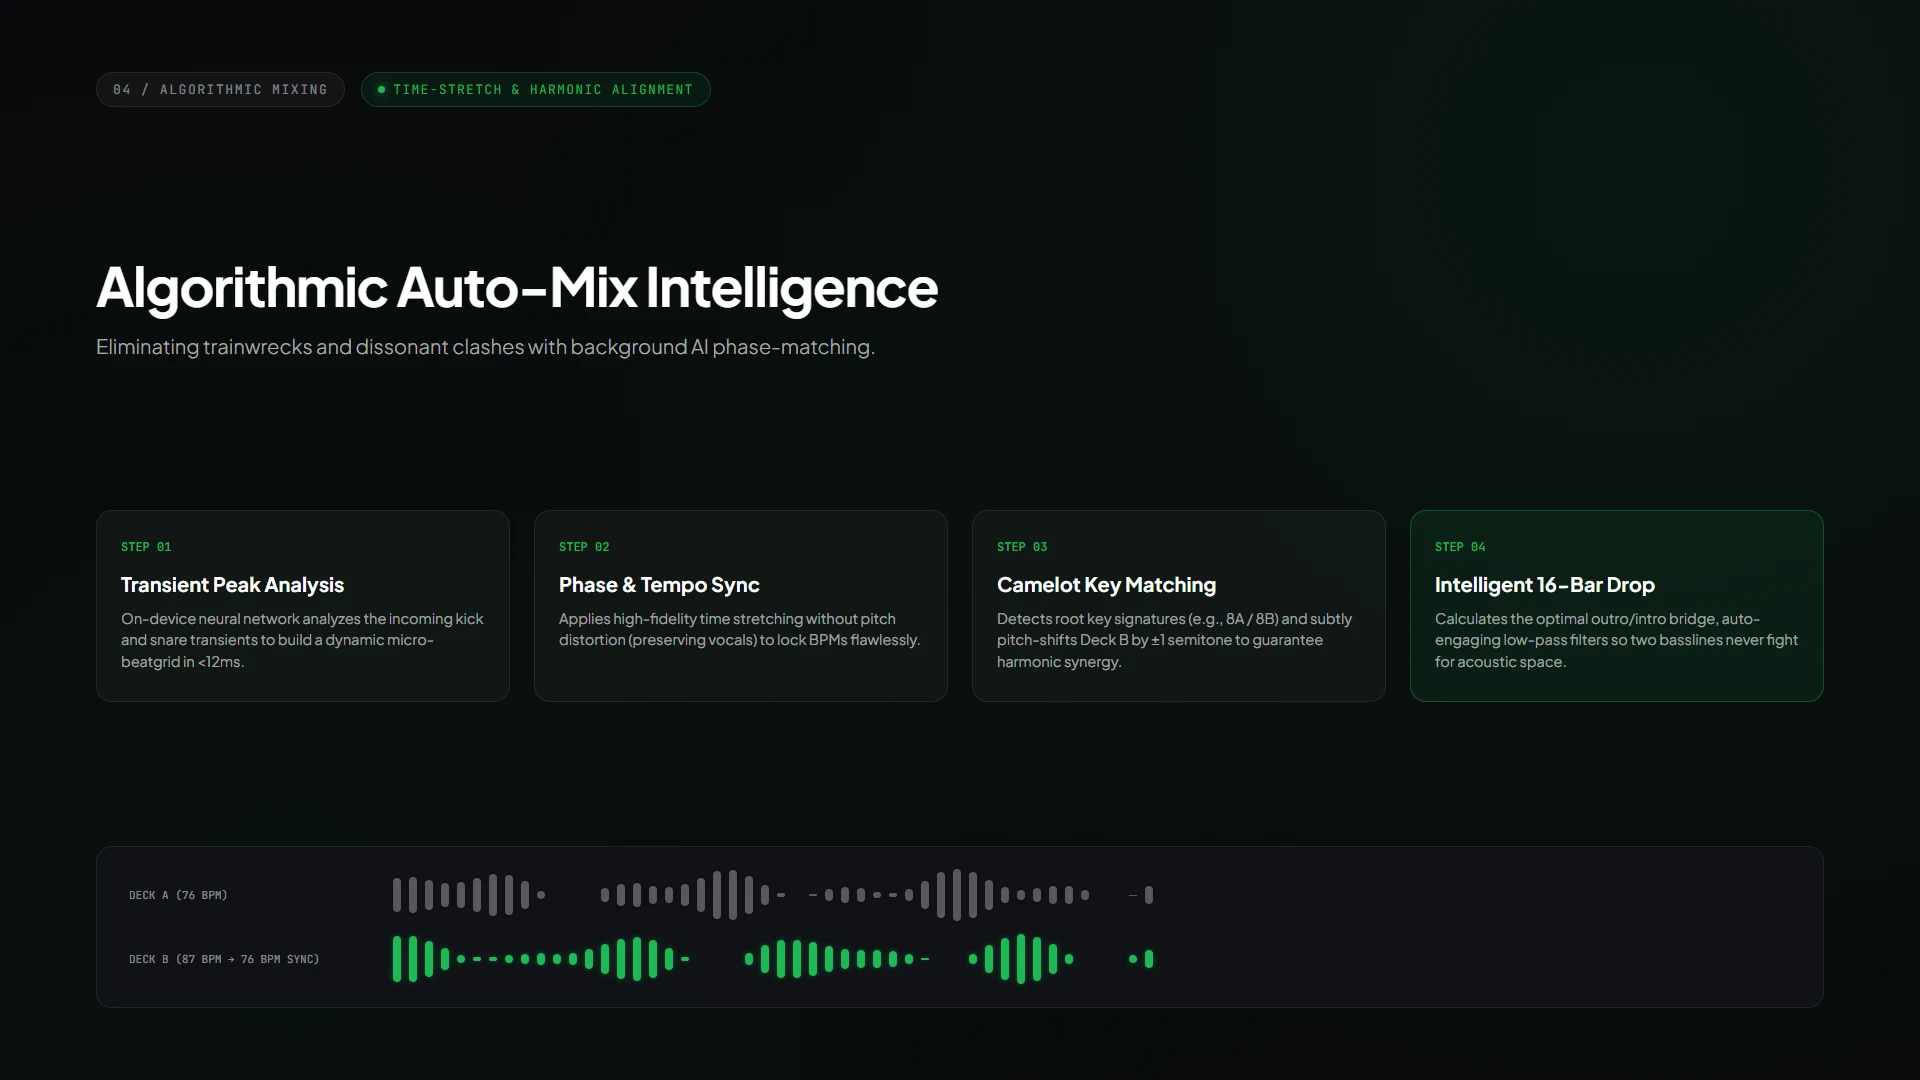 04 / ALGORITHMIC MIXING
TIME-STRETCH & HARMONIC ALIGNMENT
Algorithmic Auto-Mix Intelligence
Eliminating trainwrecks and dissonant clashes with background AI phase-matching.
STEP 01
Transient Peak Analysis
On-device neural network analyzes the incoming kick
and snare transients to build a dynamic micro-
beatgrid in <12ms.
STEP 02
Phase & Tempo Sync
Applies high-fidelity time stretching without pitch
distortion (preserving vocals) to lock BPMs flawlessly.
STEP 03
Camelot Key Matching
Detects root key signatures (e.g., 8A / 8B) and subtly
pitch-shifts Deck B by ±1 semitone to guarantee
harmonic synergy.
STEP 04
Intelligent 16-Bar Drop
Calculates the optimal outro/intro bridge, auto-
engaging low-pass filters so two basslines never fight
for acoustic space.
DECK A (76 BPM)
DECK B (87 BPM → 76 BPM SYNC)